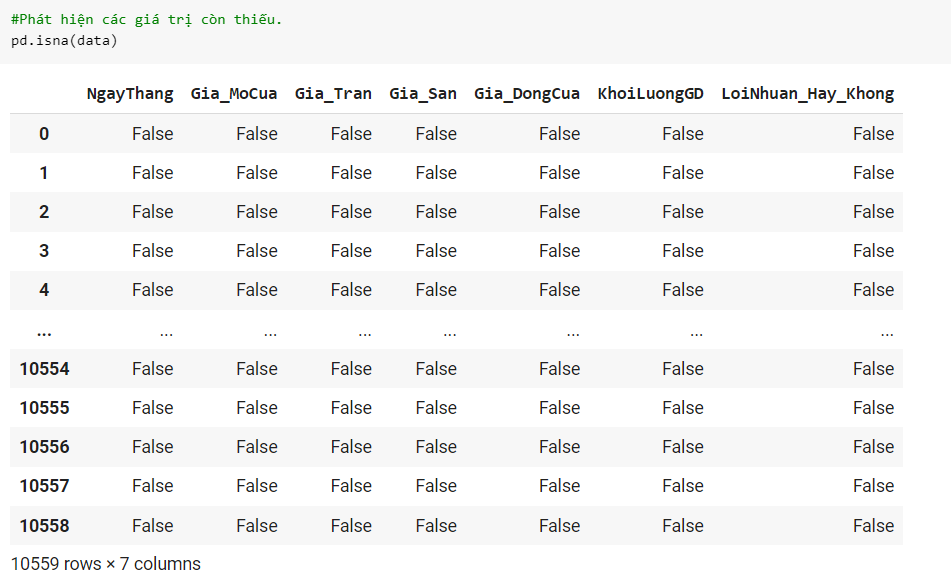 #Phát hiện các giá trị còn thiếu.
pd.isna(data)
NgayThang Gia_MoCua Gia_Tran Gia_San Gia_DongCua KhoiLuongGD LoiNhuan_Hay_Khong
0 False False False False False False False
1 False False False False False False False
2 False False False False False False False
3 False False False False False False False
4 False False False False False False False
... ... ... ... ... ... ... ...
10554 False False False False False False False
10555 False False False False False False False
10556 False False False False False False False
10557 False False False False False False False
10558 False False False False False False False
10559 rows × 7 columns